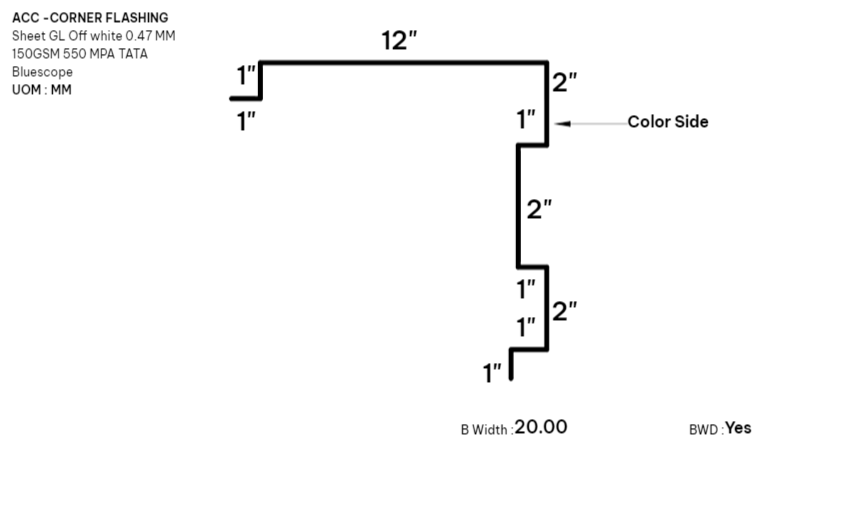 ACC -CORNER FLASHING
Sheet GL Off white 0.47 MM
150GSM 550 MPA TATA
Bluescope
UOM : MM
12"
1"
2"
1"
1"
Color Side
2"
1"
2"
1"
1"
B Width :20.00
BWD :Yes